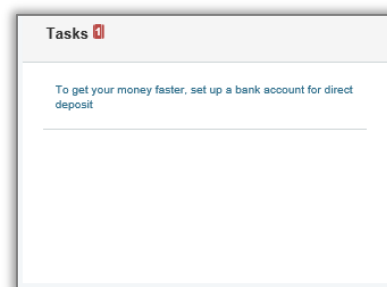 Tasks 1
To get your money faster, set up a bank account for direct
deposit